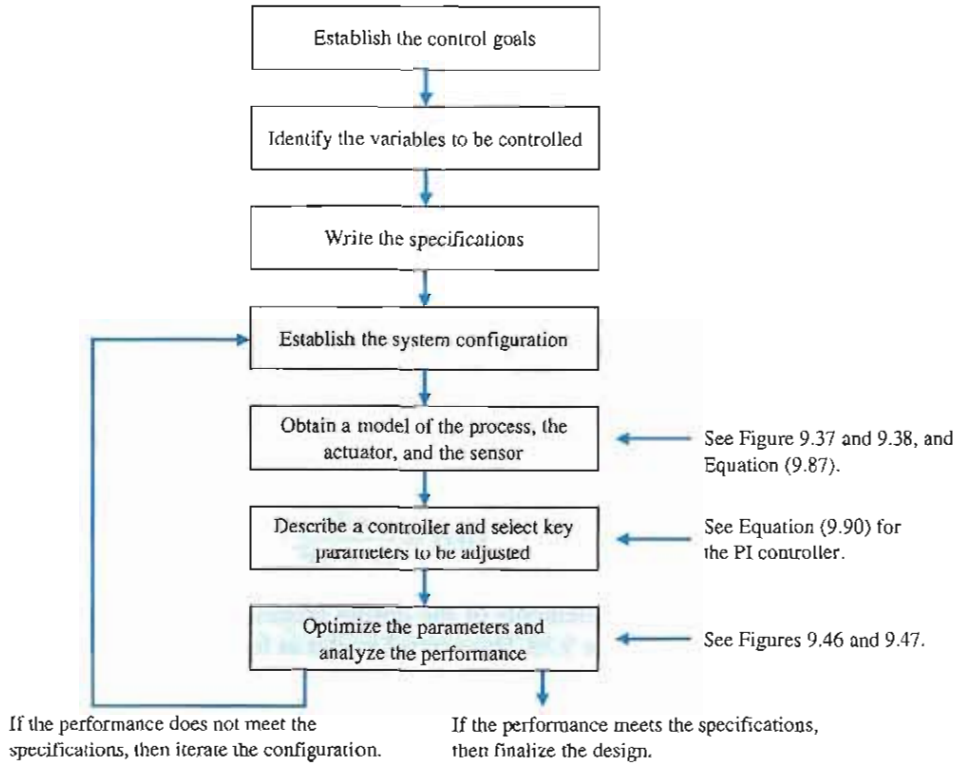 Establish the control goals
Identify the variables to be controlled
Write the specifications
Establish the system configuration
Obtain a model of the process, the
actuator, and the sensor
See Figure 9.37 and 9.38, and
Equation (9.87).
Describe a controller and select key
parameters to be adjusted
See Equation (9.90) for
the PI controller.
Optimize the parameters and
analyze the performance
See Figures 9.46 and 9.47.
If the performance does not meet the
specifications, then iterate the configuration.
If the performance meets the specifications,
then finalize the design.